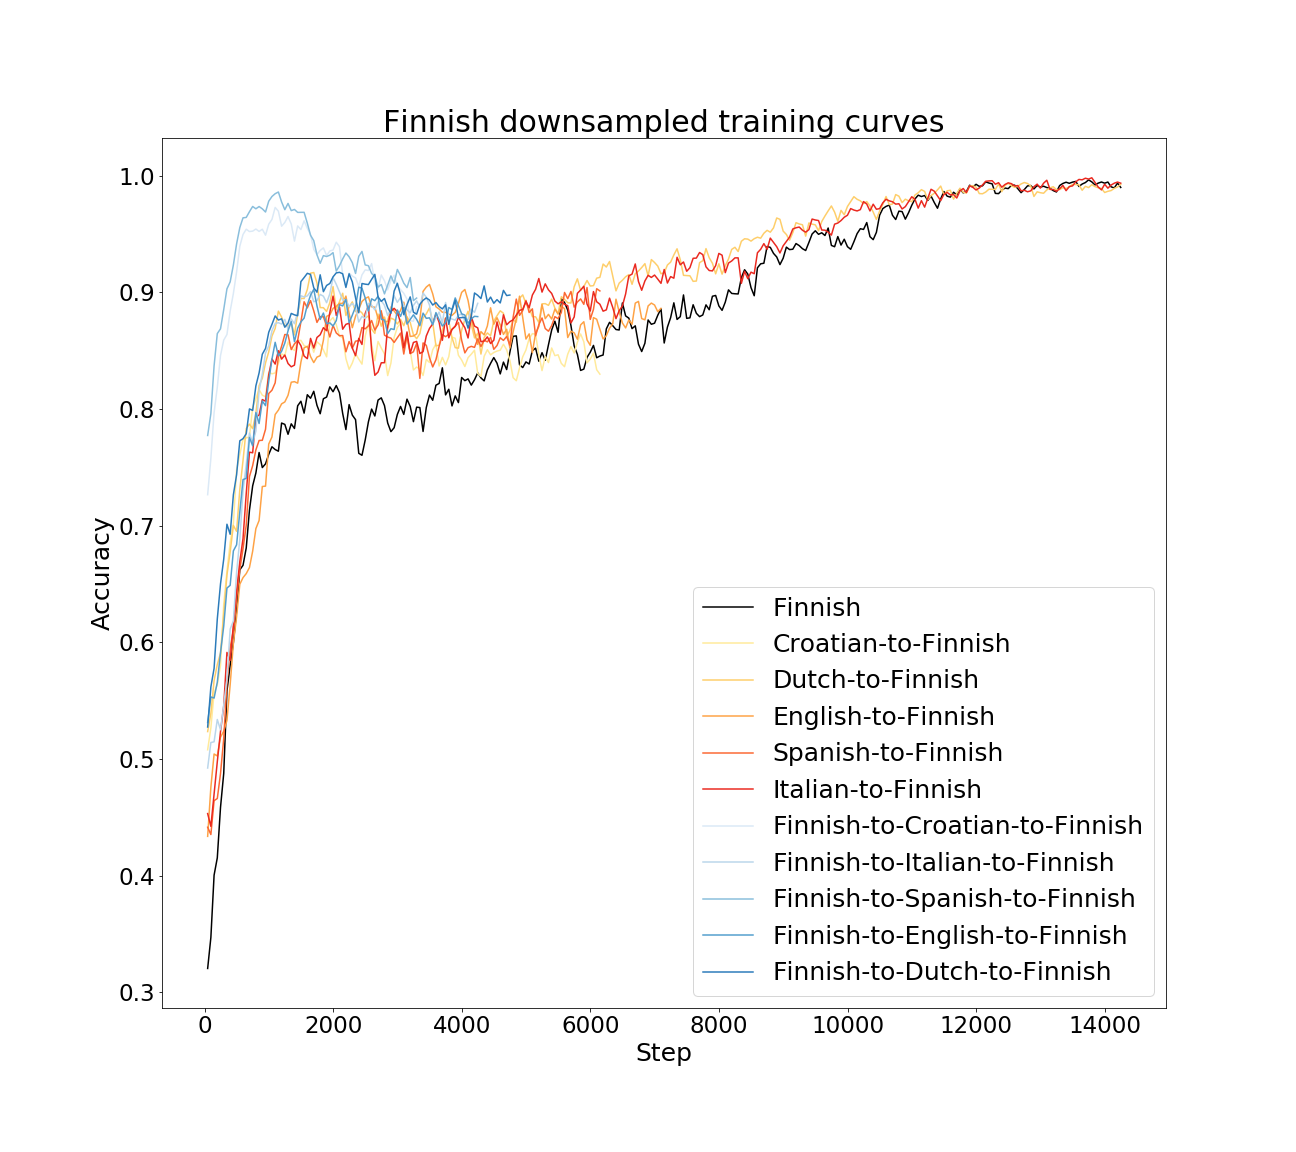 Finnish downsampled training curves
1.0
0.9
0.8
0.7
0.6
0.5
0.4
0.3
Accuracy
0 2000 4000 6000 8000 10000 12000 14000
Step
Finnish
Croatian-to-Finnish
Dutch-to-Finnish
English-to-Finnish
Spanish-to-Finnish
Italian-to-Finnish
Finnish-to-Croatian-to-Finnish
Finnish-to-Italian-to-Finnish
Finnish-to-Spanish-to-Finnish
Finnish-to-English-to-Finnish
Finnish-to-Dutch-to-Finnish